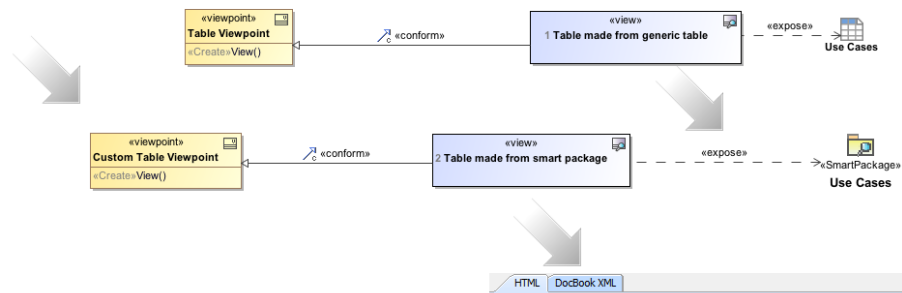 «viewpoint»
Table Viewpoint
«Create»View()
c «conform»
«view»
1 Table made from generic table
«expose»
Use Cases
«viewpoint»
Custom Table Viewpoint
«Create»View()
c «conform»
«view»
2 Table made from smart package
«expose»
«SmartPackage»
Use Cases
HTML DocBook XML